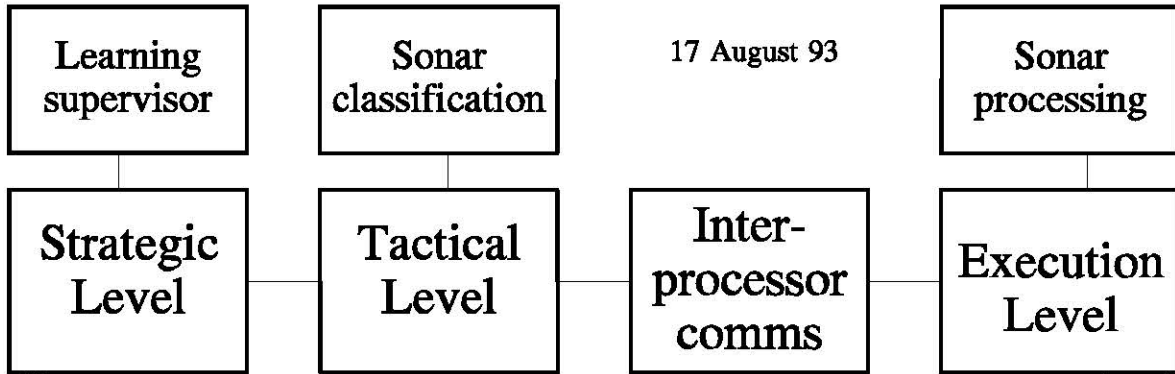 Learning
supervisor
Sonar
classification
17 August 93
Sonar
processing
Strategic
Level
Tactical
Level
Inter-
processor
comms
Execution
Level